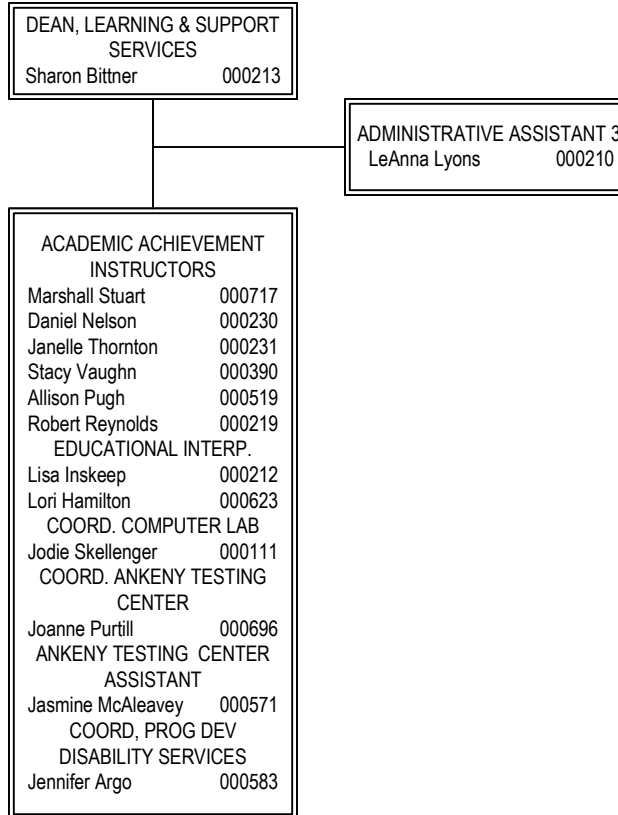 DEAN, LEARNING & SUPPORT
SERVICES
Sharon Bittner 000213
ADMINISTRATIVE ASSISTANT 3
LeAnna Lyons 000210
ACADEMIC ACHIEVEMENT
INSTRUCTORS
Marshall Stuart 000717
Daniel Nelson 000230
Janelle Thornton 000231
Stacy Vaughn 000390
Allison Pugh 000519
Robert Reynolds 000219
EDUCATIONAL INTERP.
Lisa Inskeep 000212
Lori Hamilton 000623
COORD. COMPUTER LAB
Jodie Skellenger 000111
COORD. ANKENY TESTING
CENTER
Joanne Purtill 000696
ANKENY TESTING CENTER
ASSISTANT
Jasmine McAleavey 000571
COORD, PROG DEV
DISABILITY SERVICES
Jennifer Argo 000583